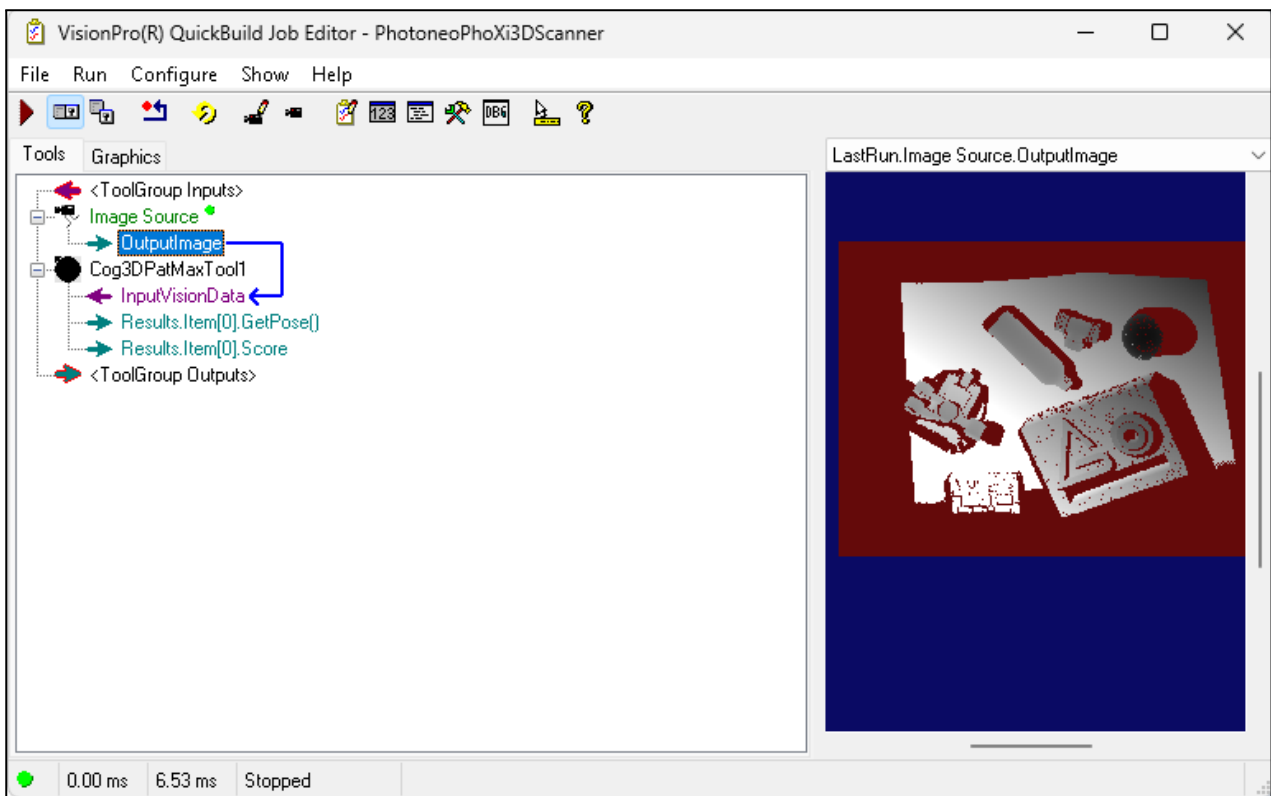 VisionPro(R) QuickBuild Job Editor - PhotoneoPhoXi3DScanner
File Run Configure Show Help
123 DBG
Tools Graphics
LastRun.Image Source.OutputImage
<ToolGroup Inputs>
Image Source
OutputImage
Cog3DPatMaxTool1
InputVisionData
Results.Item[0].GetPose()
Results.Item[0].Score
<ToolGroup Outputs>
0.00 ms 6.53 ms Stopped